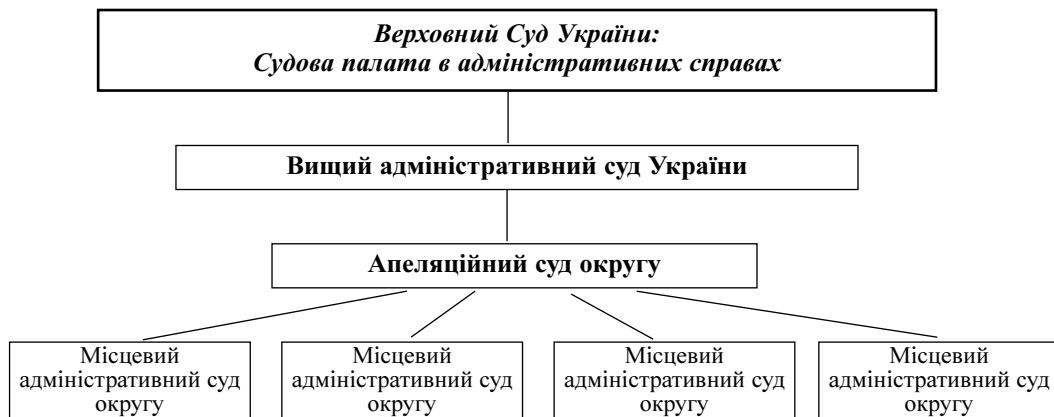 Верховний Суд України:
Судова палата в адміністративних справах
Вищий адміністративний суд України
Апеляційний суд округу
Місцевий
адміністративний суд
округу
Місцевий
адміністративний суд
округу
Місцевий
адміністративний суд
округу
Місцевий
адміністративний суд
округу